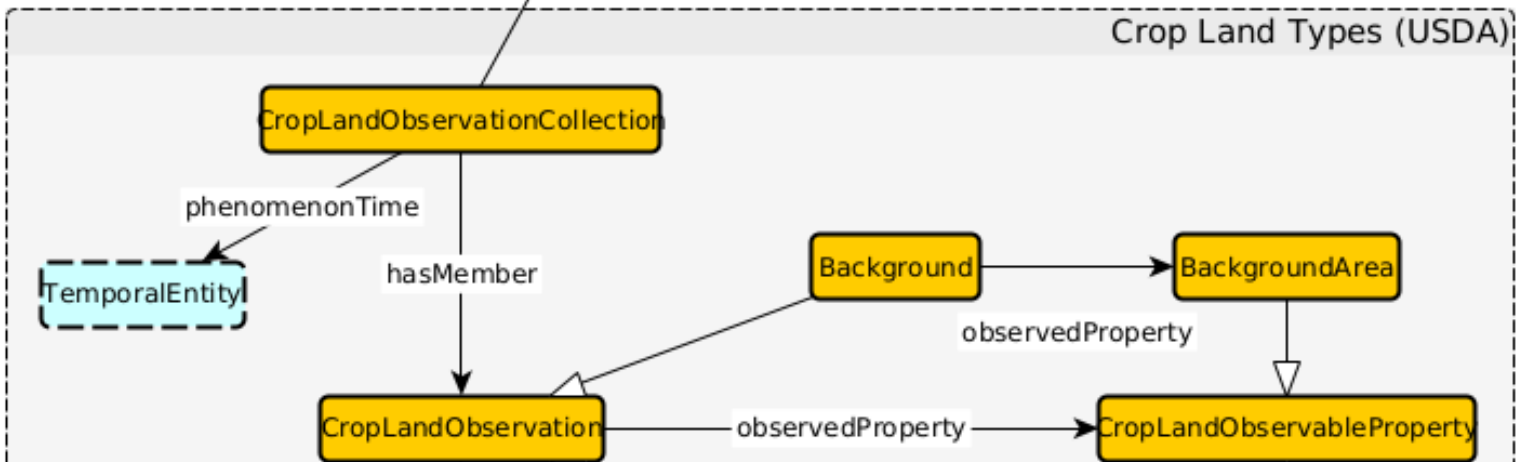 Crop Land Types (USDA)
CropLandObservationCollection
phenomenonTime
hasMember
TemporalEntity
Background
BackgroundArea
observedProperty
CropLandObservation
observedProperty
CropLandObservableProperty